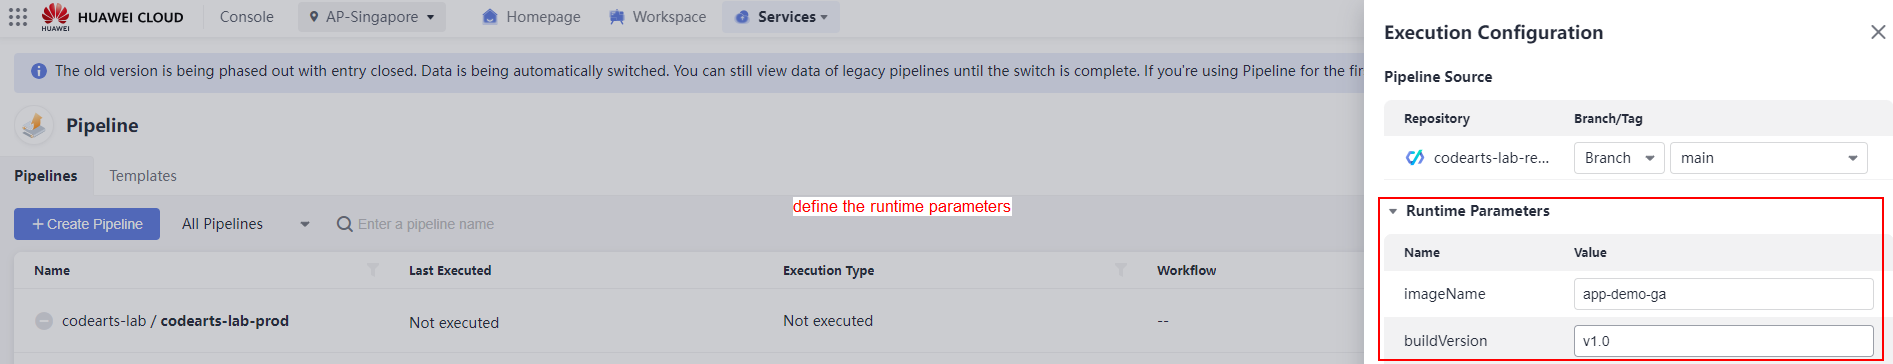 HUAWEI
HUAWEI CLOUD
Console
AP-Singapore
Homepage
Workspace
Services
The old version is being phased out with entry closed. Data is being automatically switched. You can still view data of legacy pipelines until the switch is complete. If you're using Pipeline for the
Pipeline
Pipelines
Templates
define the runtime parameters
+ Create Pipeline
All Pipelines
Enter a pipeline name
Name
Last Executed
Execution Type
Workflow
codearts-lab / codearts-lab-prod
Not executed
Not executed
--
Execution Configuration
Pipeline Source
Repository
Branch/Tag
codearts-lab-re...
Branch
main
Runtime Parameters
Name
Value
imageName
app-demo-ga
buildVersion
v1.0